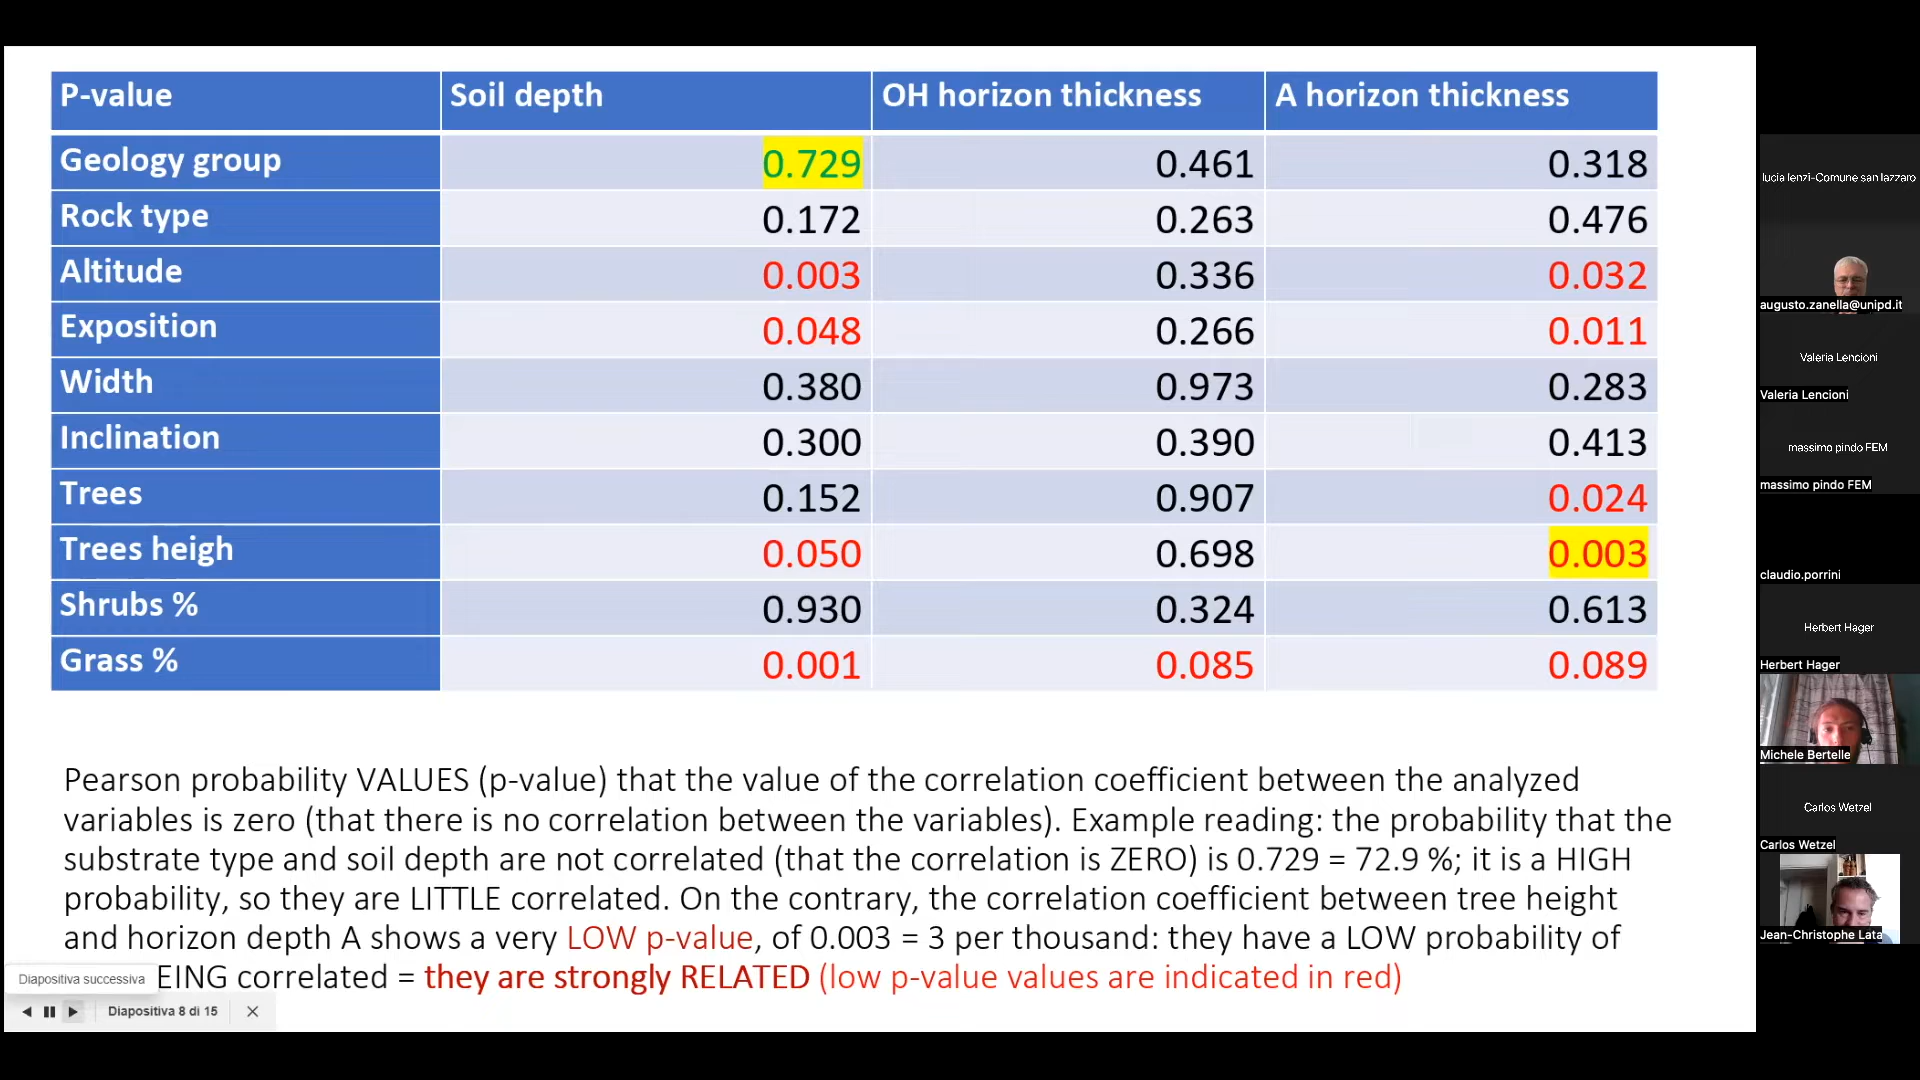 P-value Soil depth OH horizon thickness A horizon thickness
Geology group 0.729 0.461 0.318
Rock type 0.172 0.263 0.476
Altitude 0.003 0.336 0.032
Exposition 0.048 0.266 0.011
Width 0.380 0.973 0.283
Inclination 0.300 0.390 0.413
Trees 0.152 0.907 0.024
Trees heigh 0.050 0.698 0.003
Shrubs % 0.930 0.324 0.613
Grass % 0.001 0.085 0.089
Pearson probability VALUES (p-value) that the value of the correlation coefficient between the analyzed
variables is zero (that there is no correlation between the variables). Example reading: the probability that the
substrate type and soil depth are not correlated (that the correlation is ZERO) is 0.729 = 72.9 %; it is a HIGH
probability, so they are LITTLE correlated. On the contrary, the correlation coefficient between tree height
and horizon depth A shows a very LOW p-value, of 0.003 = 3 per thousand: they have a LOW probability of
EING correlated = they are strongly RELATED (low p-value values are indicated in red)
Diapositiva successiva
Diapositiva 8 di 15
lucia lenzi-Comune san lazzaro
augusto.zanella@unipd.it
Valeria Lencioni
Valeria Lencioni
massimo pindo FEM
massimo pindo FEM
claudio.porrini
Herbert Hager
Herbert Hager
Michele Bertelle
Carlos Wetzel
Carlos Wetzel
Jean-Christophe Lata